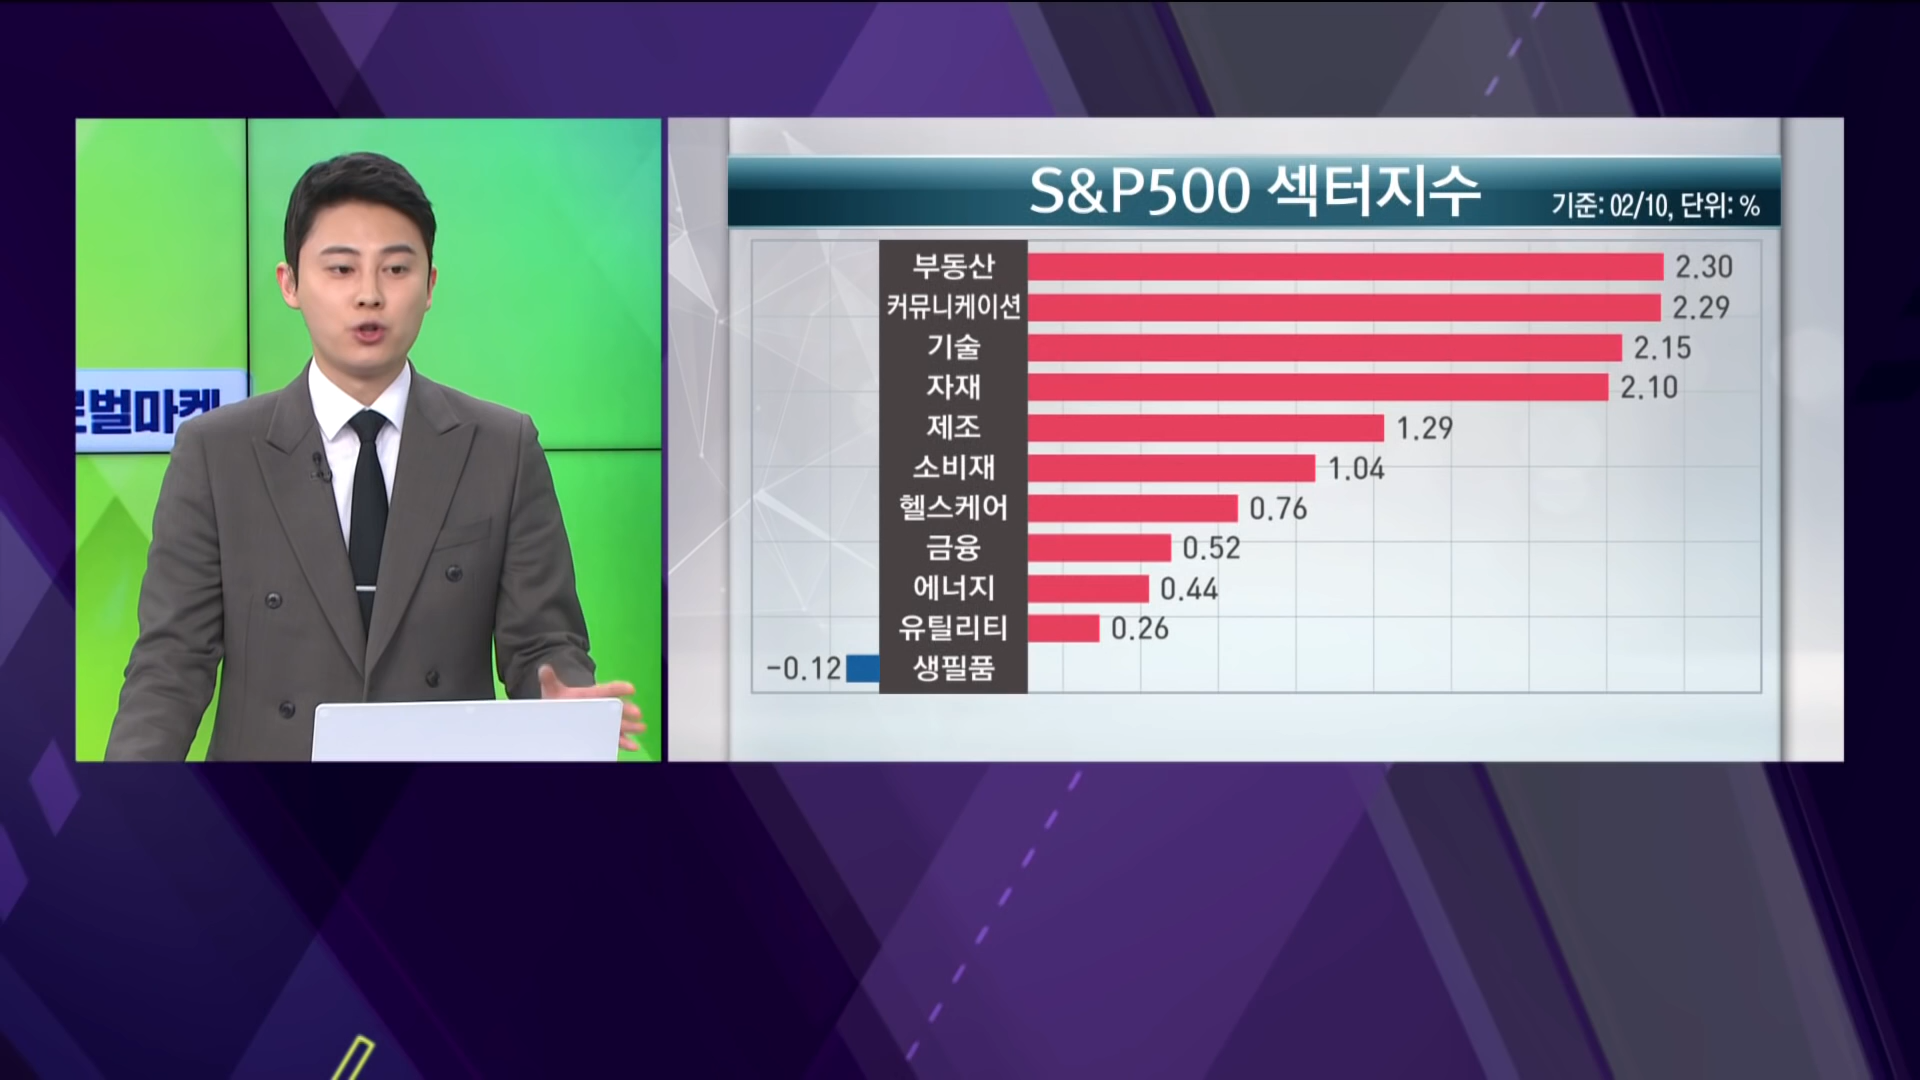 벌마켓
S&P500 섹터지수
기준: 02/10, 단위: %
부동산 2.30
커뮤니케이션 2.29
기술 2.15
자재 2.10
제조 1.29
소비재 1.04
헬스케어 0.76
금융 0.52
에너지 0.44
유틸리티 0.26
-0.12 생필품